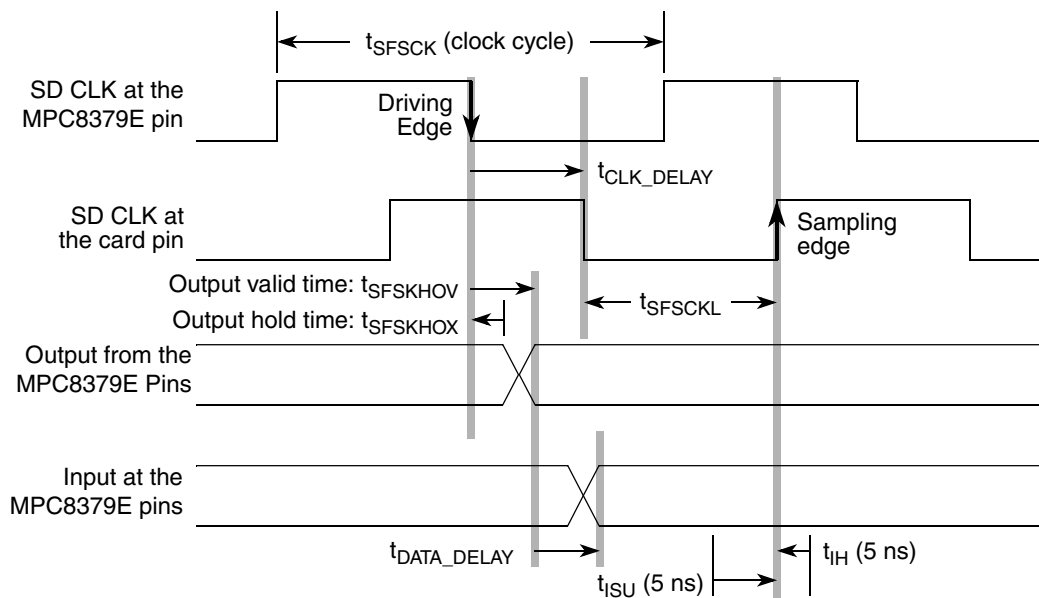 tSFSCK (clock cycle)
SD CLK at the
MPC8379E pin
Driving
Edge
tCLK_DELAY
SD CLK at
the card pin
Sampling
edge
Output valid time: tSFSKHOV
tSFSCKL
Output hold time: tSFSKHOX
Output from the
MPC8379E Pins
Input at the
MPC8379E pins
tDATA_DELAY
tIH (5 ns)
tISU (5 ns)